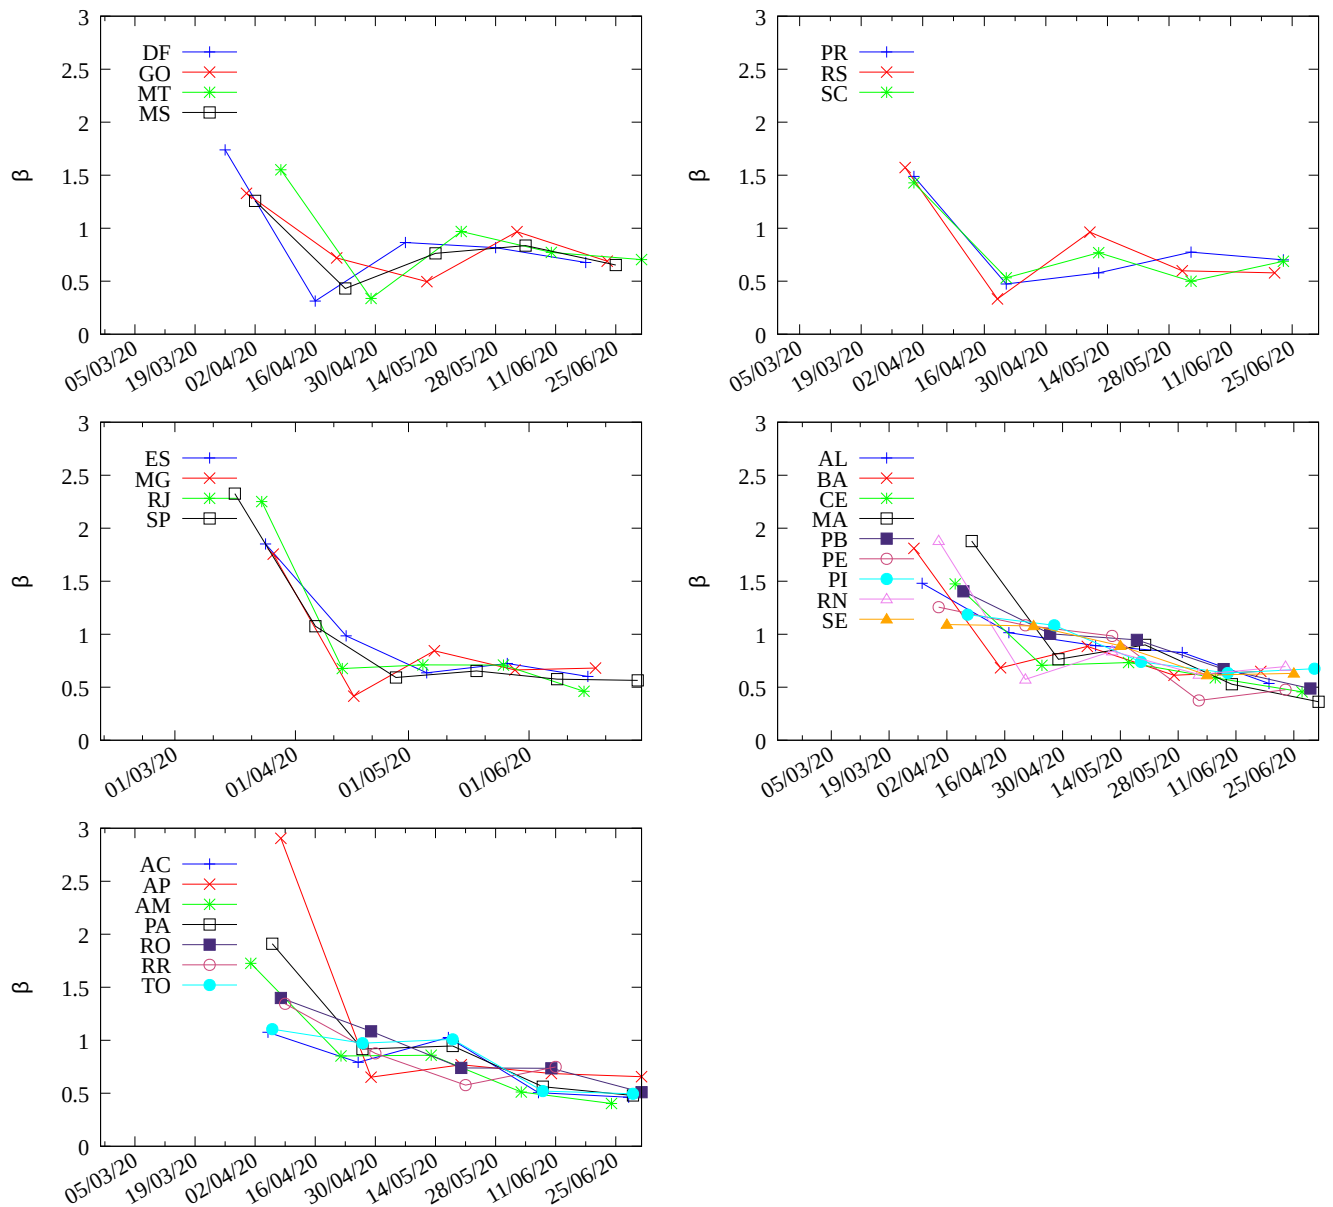 3
2.5
2
1.5
1
0.5
0
β
DF
GO
MT
MS
05/03/20
19/03/20
02/04/20
16/04/20
30/04/20
14/05/20
28/05/20
11/06/20
25/06/20
3
2.5
2
1.5
1
0.5
0
β
PR
RS
SC
05/03/20
19/03/20
02/04/20
16/04/20
30/04/20
14/05/20
28/05/20
11/06/20
25/06/20
3
2.5
2
1.5
1
0.5
0
β
ES
MG
RJ
SP
01/03/20
01/04/20
01/05/20
01/06/20
3
2.5
2
1.5
1
0.5
0
β
AL
BA
CE
MA
PB
PE
PI
RN
SE
05/03/20
19/03/20
02/04/20
16/04/20
30/04/20
14/05/20
28/05/20
11/06/20
25/06/20
3
2.5
2
1.5
1
0.5
0
β
AC
AP
AM
PA
RO
RR
TO
05/03/20
19/03/20
02/04/20
16/04/20
30/04/20
14/05/20
28/05/20
11/06/20
25/06/20